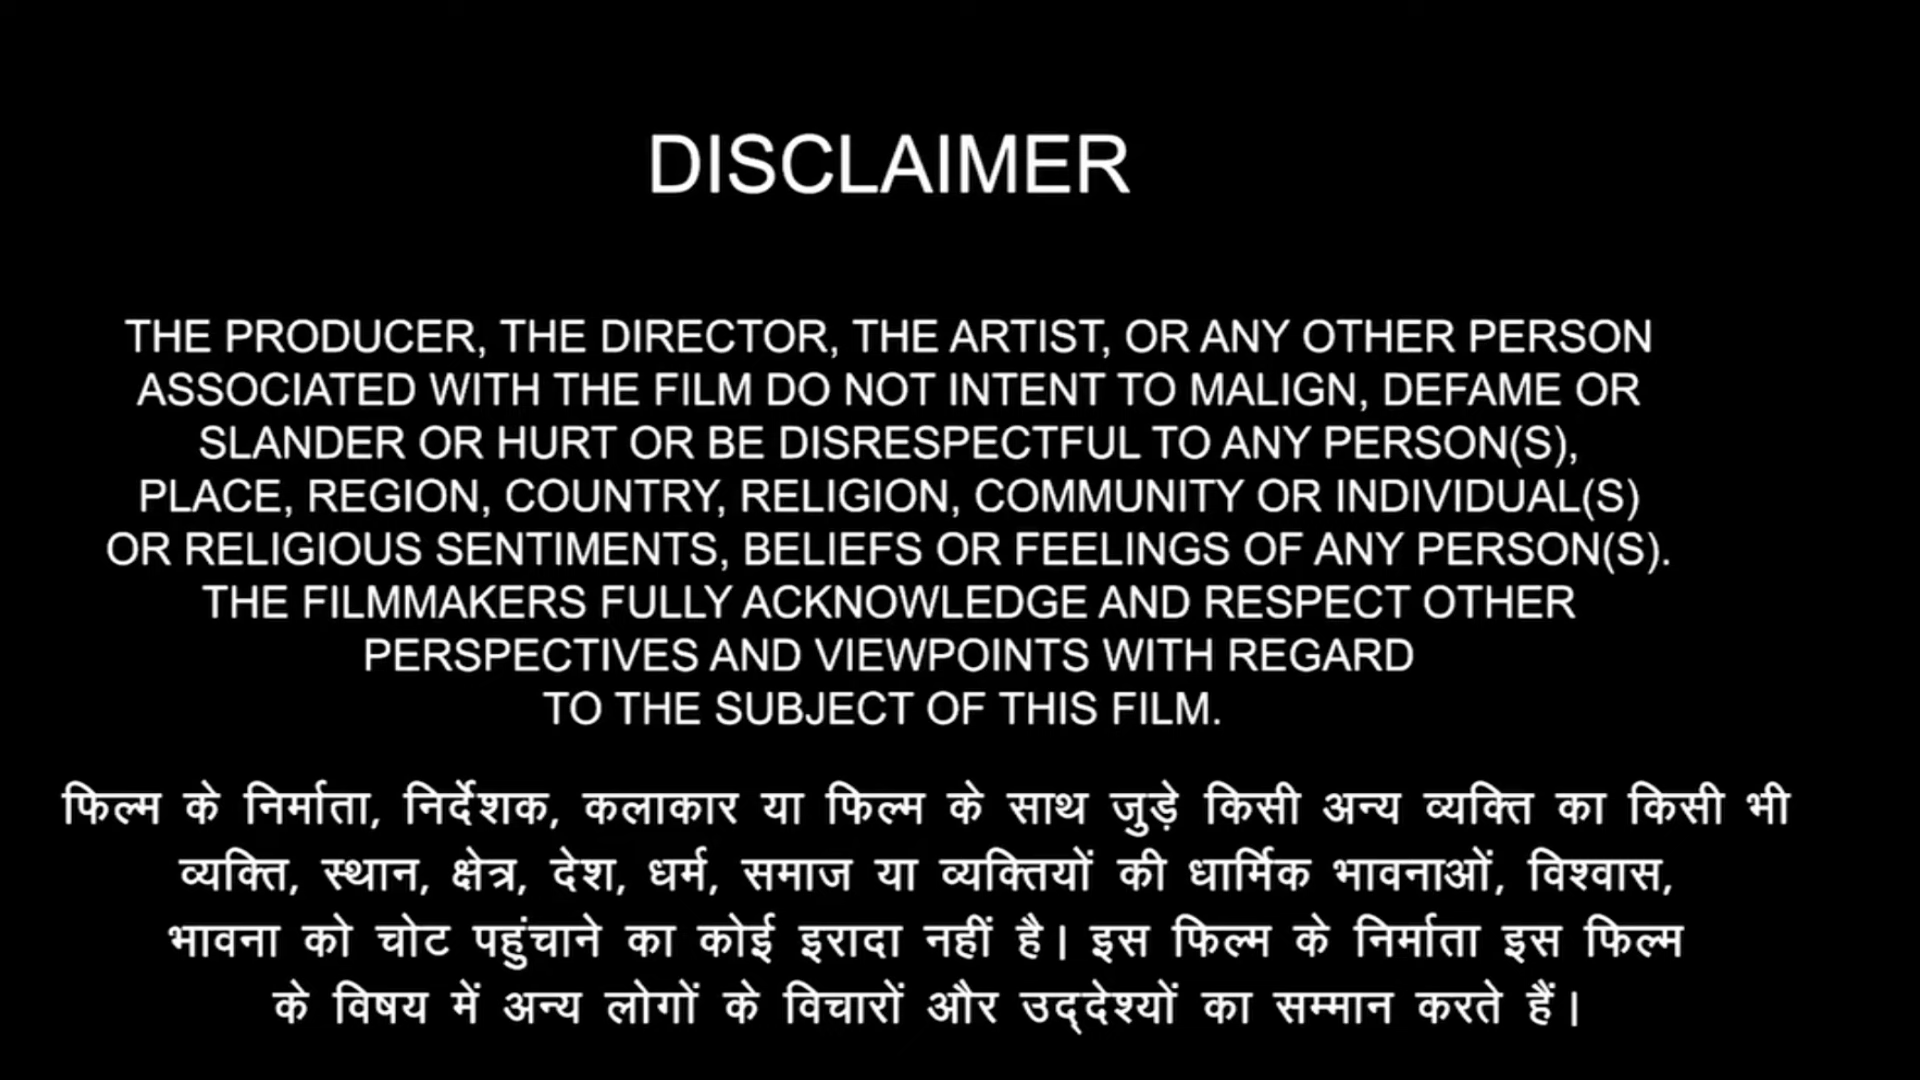 DISCLAIMER
THE PRODUCER, THE DIRECTOR, THE ARTIST, OR ANY OTHER PERSON
ASSOCIATED WITH THE FILM DO NOT INTENT TO MALIGN, DEFAME OR
SLANDER OR HURT OR BE DISRESPECTFUL TO ANY PERSON(S),
PLACE, REGION, COUNTRY, RELIGION, COMMUNITY OR INDIVIDUAL(S)
OR RELIGIOUS SENTIMENTS, BELIEFS OR FEELINGS OF ANY PERSON(S).
THE FILMMAKERS FULLY ACKNOWLEDGE AND RESPECT OTHER
PERSPECTIVES AND VIEWPOINTS WITH REGARD
TO THE SUBJECT OF THIS FILM.
फिल्म के निर्माता, निर्देशक, कलाकार या फिल्म के साथ जुड़े किसी अन्य व्यक्ति का किसी भी
व्यक्ति, स्थान, क्षेत्र, देश, धर्म, समाज या व्यक्तियों की धार्मिक भावनाओं, विश्वास,
भावना को चोट पहुंचाने का कोई इरादा नहीं है। इस फिल्म के निर्माता इस फिल्म
के विषय में अन्य लोगों के विचारों और उद्देश्यों का सम्मान करते हैं।